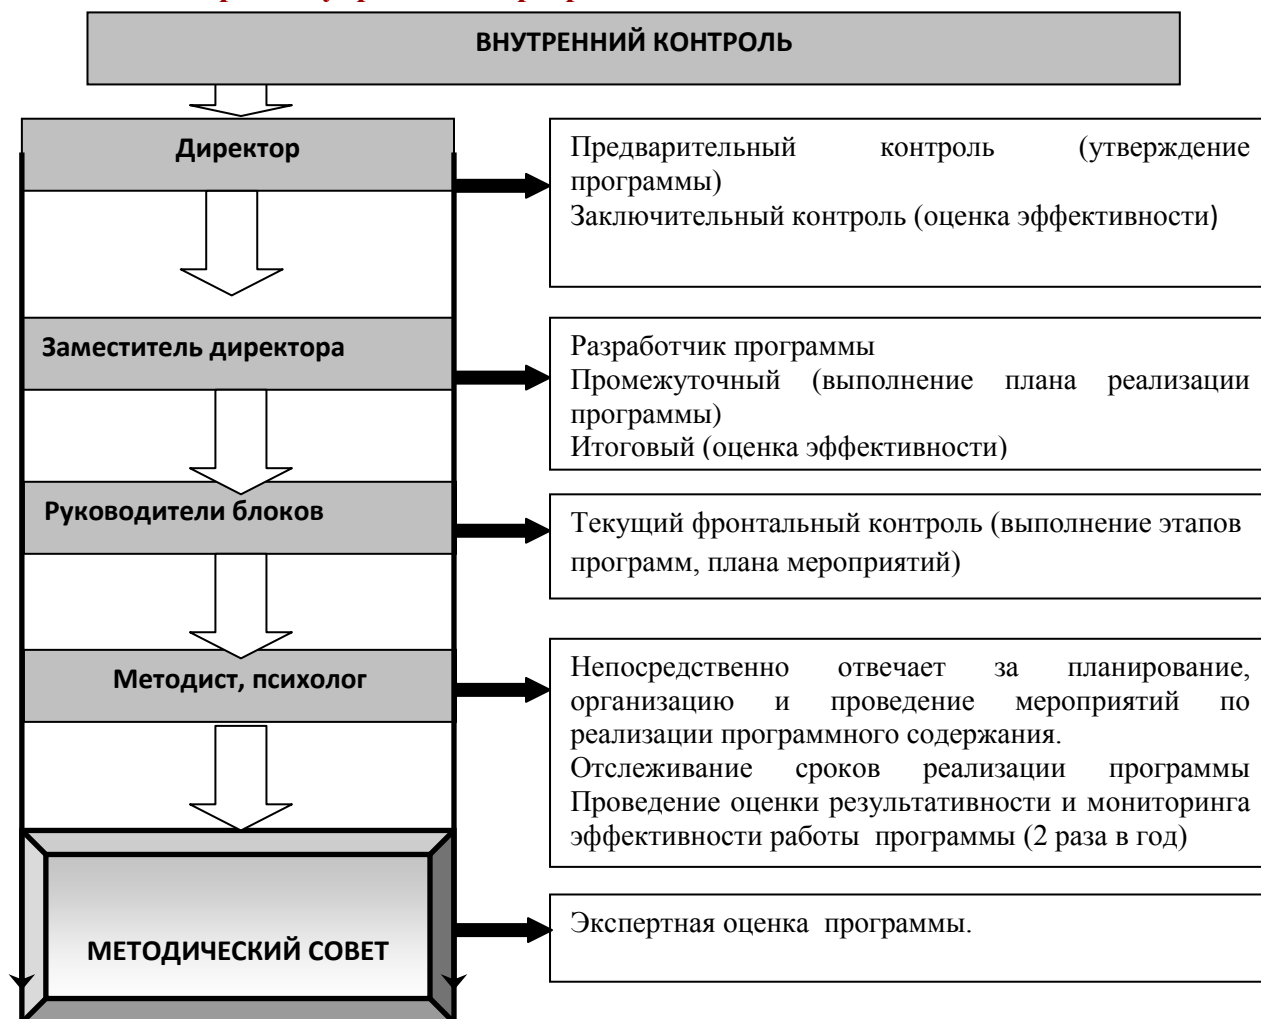 ВНУТРЕННИЙ КОНТРОЛЬ
Директор
Предварительный контроль (утверждение
программы)
Заключительный контроль (оценка эффективности)
Заместитель директора
Разработчик программы
Промежуточный (выполнение плана реализации
программы)
Итоговый (оценка эффективности)
Руководители блоков
Текущий фронтальный контроль (выполнение этапов
программ, плана мероприятий)
Методист, психолог
Непосредственно отвечает за планирование,
организацию и проведение мероприятий по
реализации программного содержания.
Отслеживание сроков реализации программы
Проведение оценки результативности и мониторинга
эффективности работы программы (2 раза в год)
МЕТОДИЧЕСКИЙ СОВЕТ
Экспертная оценка программы.